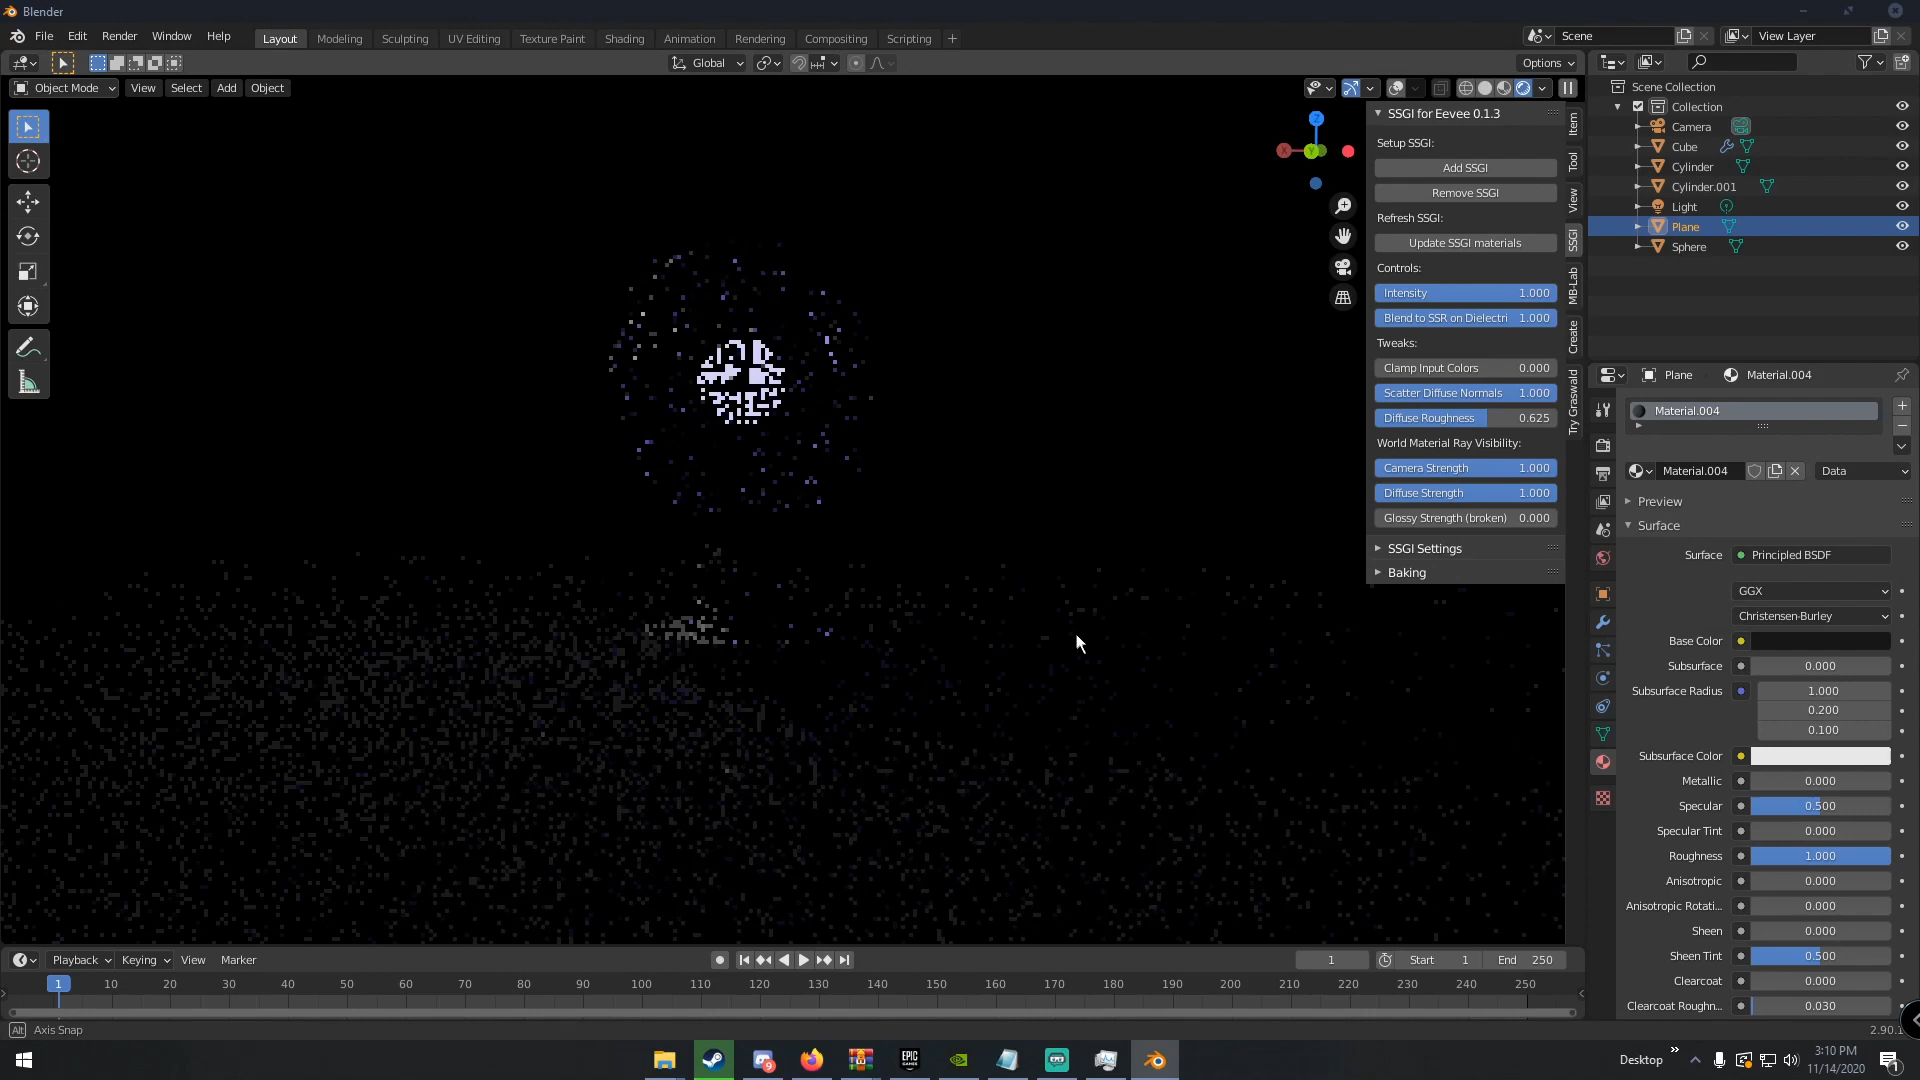 Blender
File Edit Render Window Help
Layout Modeling Sculpting UV Editing Texture Paint Shading Animation Rendering Compositing Scripting +
Scene
View Layer
Global
Options
Object Mode View Select Add Object
Z
X
Y
SSGI for Eevee 0.1.3
Setup SSGI:
Add SSGI
Remove SSGI
Refresh SSGI:
Update SSGI materials
Controls:
Intensity 1.000
Blend to SSR on Dielectri 1.000
Tweaks:
Clamp Input Colors 0.000
Scatter Diffuse Normals 1.000
Diffuse Roughness 0.625
World Material Ray Visibility:
Camera Strength 1.000
Diffuse Strength 1.000
Glossy Strength (broken) 0.000
SSGI Settings
Baking
Item
Tool
View
SSGI
MB-Lab
Create
Try Graswald
Scene Collection
Collection
Camera
Cube
Cylinder
Cylinder.001
Light
Plane
Sphere
Plane Material.004
Material.004
Material.004 Data
Preview
Surface
Surface Principled BSDF
GGX
Christensen-Burley
Base Color
Subsurface 0.000
Subsurface Radius 1.000
0.200
0.100
Subsurface Color
Metallic 0.000
Specular 0.500
Specular Tint 0.000
Roughness 1.000
Anisotropic 0.000
Anisotropic Rotati... 0.000
Sheen 0.000
Sheen Tint 0.500
Clearcoat 0.000
Clearcoat Roughn... 0.030
Playback Keying View Marker
1 Start 1 End 250
1 10 20 30 40 50 60 70 80 90 100 110 120 130 140 150 160 170 180 190 200 210 220 230 240 250
Alt Axis Snap
2.90.1
EPIC
GAMES
9
Desktop
3:10 PM
11/14/2020
1